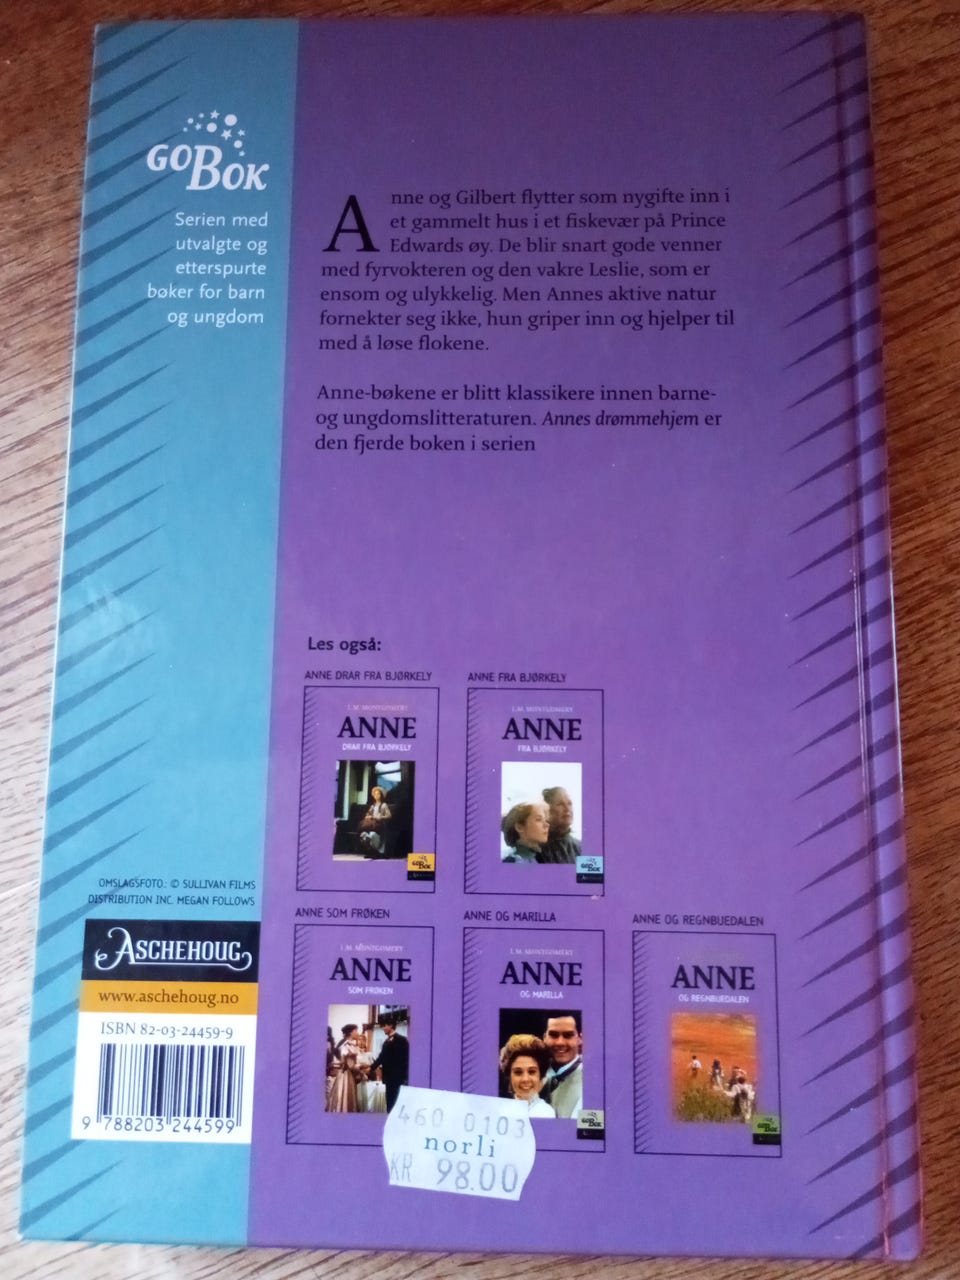 GOBOK
Serien med
utvalgte og
etterspurte
bøker for barn
og ungdom
Anne og Gilbert flytter som nygifte inn i
et gammelt hus i et fiskevær på Prince
Edwards øy. De blir snart gode venner
med fyrvokteren og den vakre Leslie, som er
ensom og ulykkelig. Men Annes aktive natur
fornekter seg ikke, hun griper inn og hjelper til
med å løse flokene.
Anne-bøkene er blitt klassikere innen barne-
og ungdomslitteraturen. Annes drømmehjem er
den fjerde boken i serien
Les også:
ANNE DRAR FRA BJØRKELY
L.M. MONTGOMERY
ANNE
DRAR FRA BJØRKELY
GOBOK
ANNE FRA BJØRKELY
L.M. MONTGOMERY
ANNE
FRA BJØRKELY
GOBOK
ANNE SOM FRØKEN
L.M. MONTGOMERY
ANNE
SOM FRØKEN
ANNE OG MARILLA
L.M. MONTGOMERY
ANNE
OG MARILLA
GOBOK
ANNE OG REGNBUEDALEN
ANNE
OG REGNBUEDALEN
GOBOK
OMSLAGSFOTO: © SULLIVAN FILMS
DISTRIBUTION INC. MEGAN FOLLOWS
ASCHEHOUG
www.aschehoug.no
ISBN 82-03-24459-9
9 788203 244599
460 0103
norli
KR 98.00